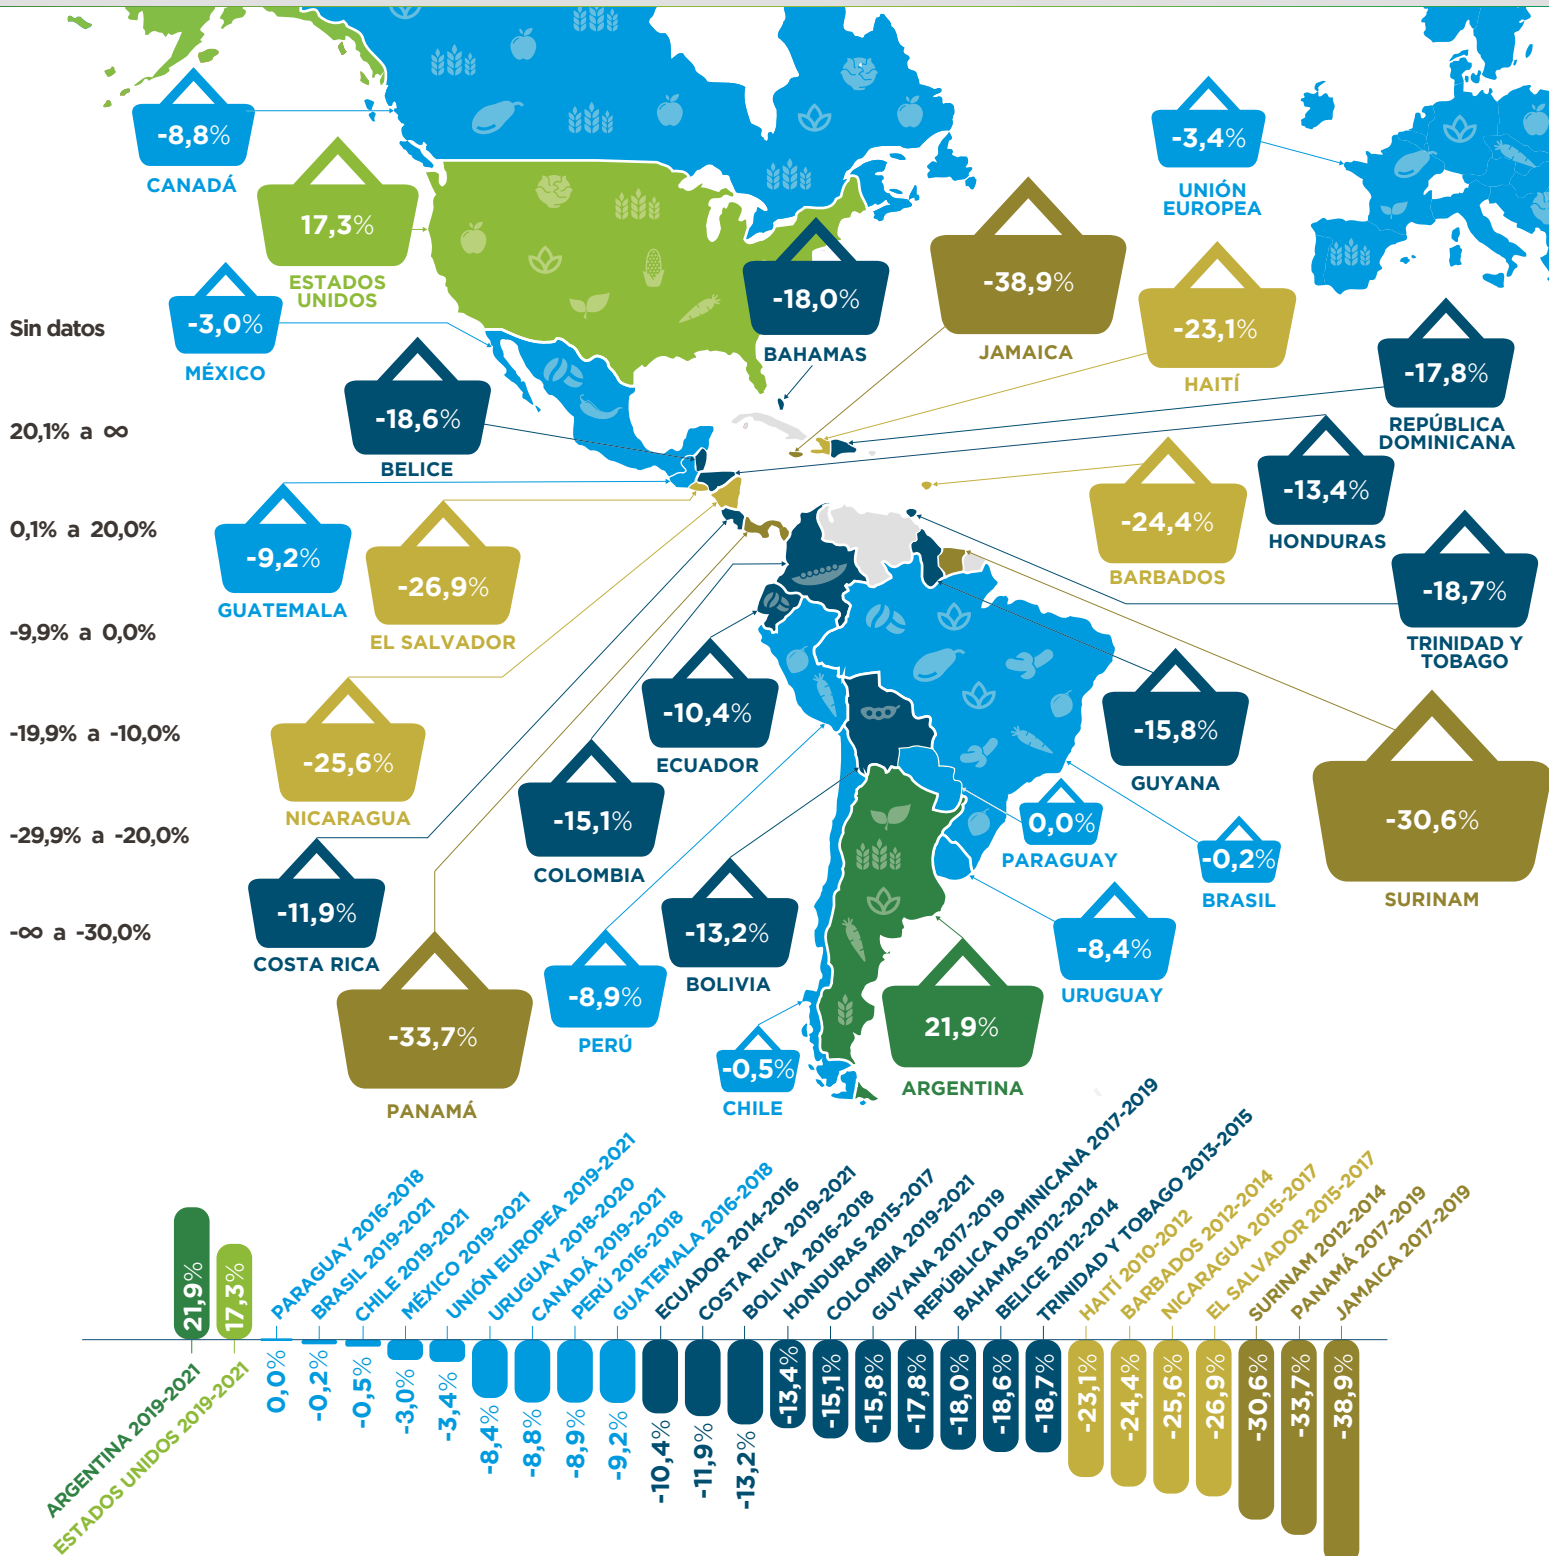 -8,8%
CANADÁ
17,3%
ESTADOS
UNIDOS
-3,0%
MÉXICO
-18,6%
BELICE
-9,2%
GUATEMALA
-26,9%
EL SALVADOR
-25,6%
NICARAGUA
-11,9%
COSTA RICA
-33,7%
PANAMÁ
-18,0%
BAHAMAS
-38,9%
JAMAICA
-3,4%
UNIÓN
EUROPEA
-23,1%
HAITÍ
-17,8%
REPÚBLICA
DOMINICANA
-24,4%
BARBADOS
-13,4%
HONDURAS
-18,7%
TRINIDAD Y
TOBAGO
-10,4%
ECUADOR
-15,1%
COLOMBIA
-13,2%
BOLIVIA
-8,9%
PERÚ
-0,5%
CHILE
21,9%
ARGENTINA
0,0%
PARAGUAY
-8,4%
URUGUAY
-0,2%
BRASIL
-15,8%
GUYANA
-30,6%
SURINAM
Sin datos
20,1% a ∞
0,1% a 20,0%
-9,9% a 0,0%
-19,9% a -10,0%
-29,9% a -20,0%
-∞ a -30,0%
ARGENTINA 2019-2021
21,9%
ESTADOS UNIDOS 2019-2021
17,3%
PARAGUAY 2016-2018
0,0%
BRASIL 2019-2021
-0,2%
CHILE 2019-2021
-0,5%
MÉXICO 2019-2021
-3,0%
UNIÓN EUROPEA 2019-2021
-3,4%
URUGUAY 2018-2020
-8,4%
CANADÁ 2019-2021
-8,8%
PERÚ 2016-2018
-8,9%
GUATEMALA 2016-2018
-9,2%
ECUADOR 2014-2016
-10,4%
COSTA RICA 2019-2021
-11,9%
BOLIVIA 2016-2018
-13,2%
HONDURAS 2015-2017
-13,4%
COLOMBIA 2019-2021
-15,1%
GUYANA 2017-2019
-15,8%
REPÚBLICA DOMINICANA 2017-2019
-17,8%
BAHAMAS 2012-2014
-18,0%
BELICE 2012-2014
-18,6%
TRINIDAD Y TOBAGO 2013-2015
-18,7%
HAITÍ 2010-2012
-23,1%
BARBADOS 2012-2014
-24,4%
NICARAGUA 2015-2017
-25,6%
EL SALVADOR 2015-2017
-26,9%
SURINAM 2012-2014
-30,6%
PANAMÁ 2017-2019
-33,7%
JAMAICA 2017-2019
-38,9%